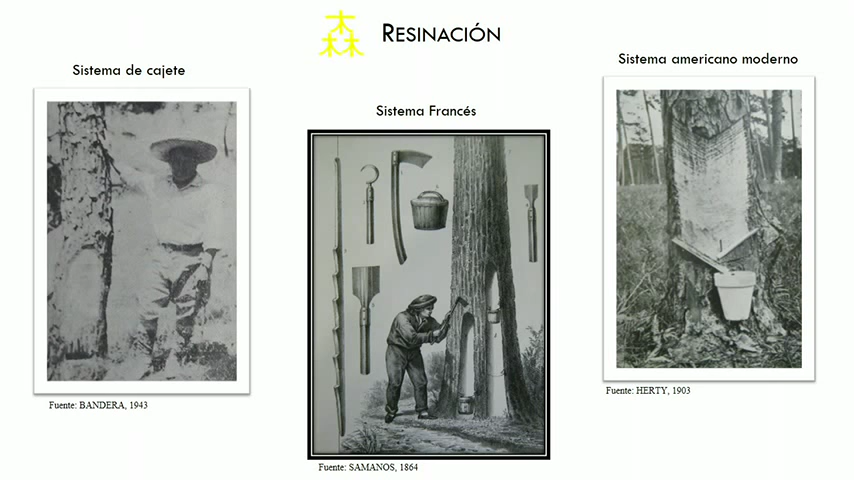 RESINACIÓN
Sistema de cajete
Sistema Francés
Sistema americano moderno
Fuente: BANDERA, 1943
Fuente: SAMANOS, 1864
Fuente: HERTY, 1903